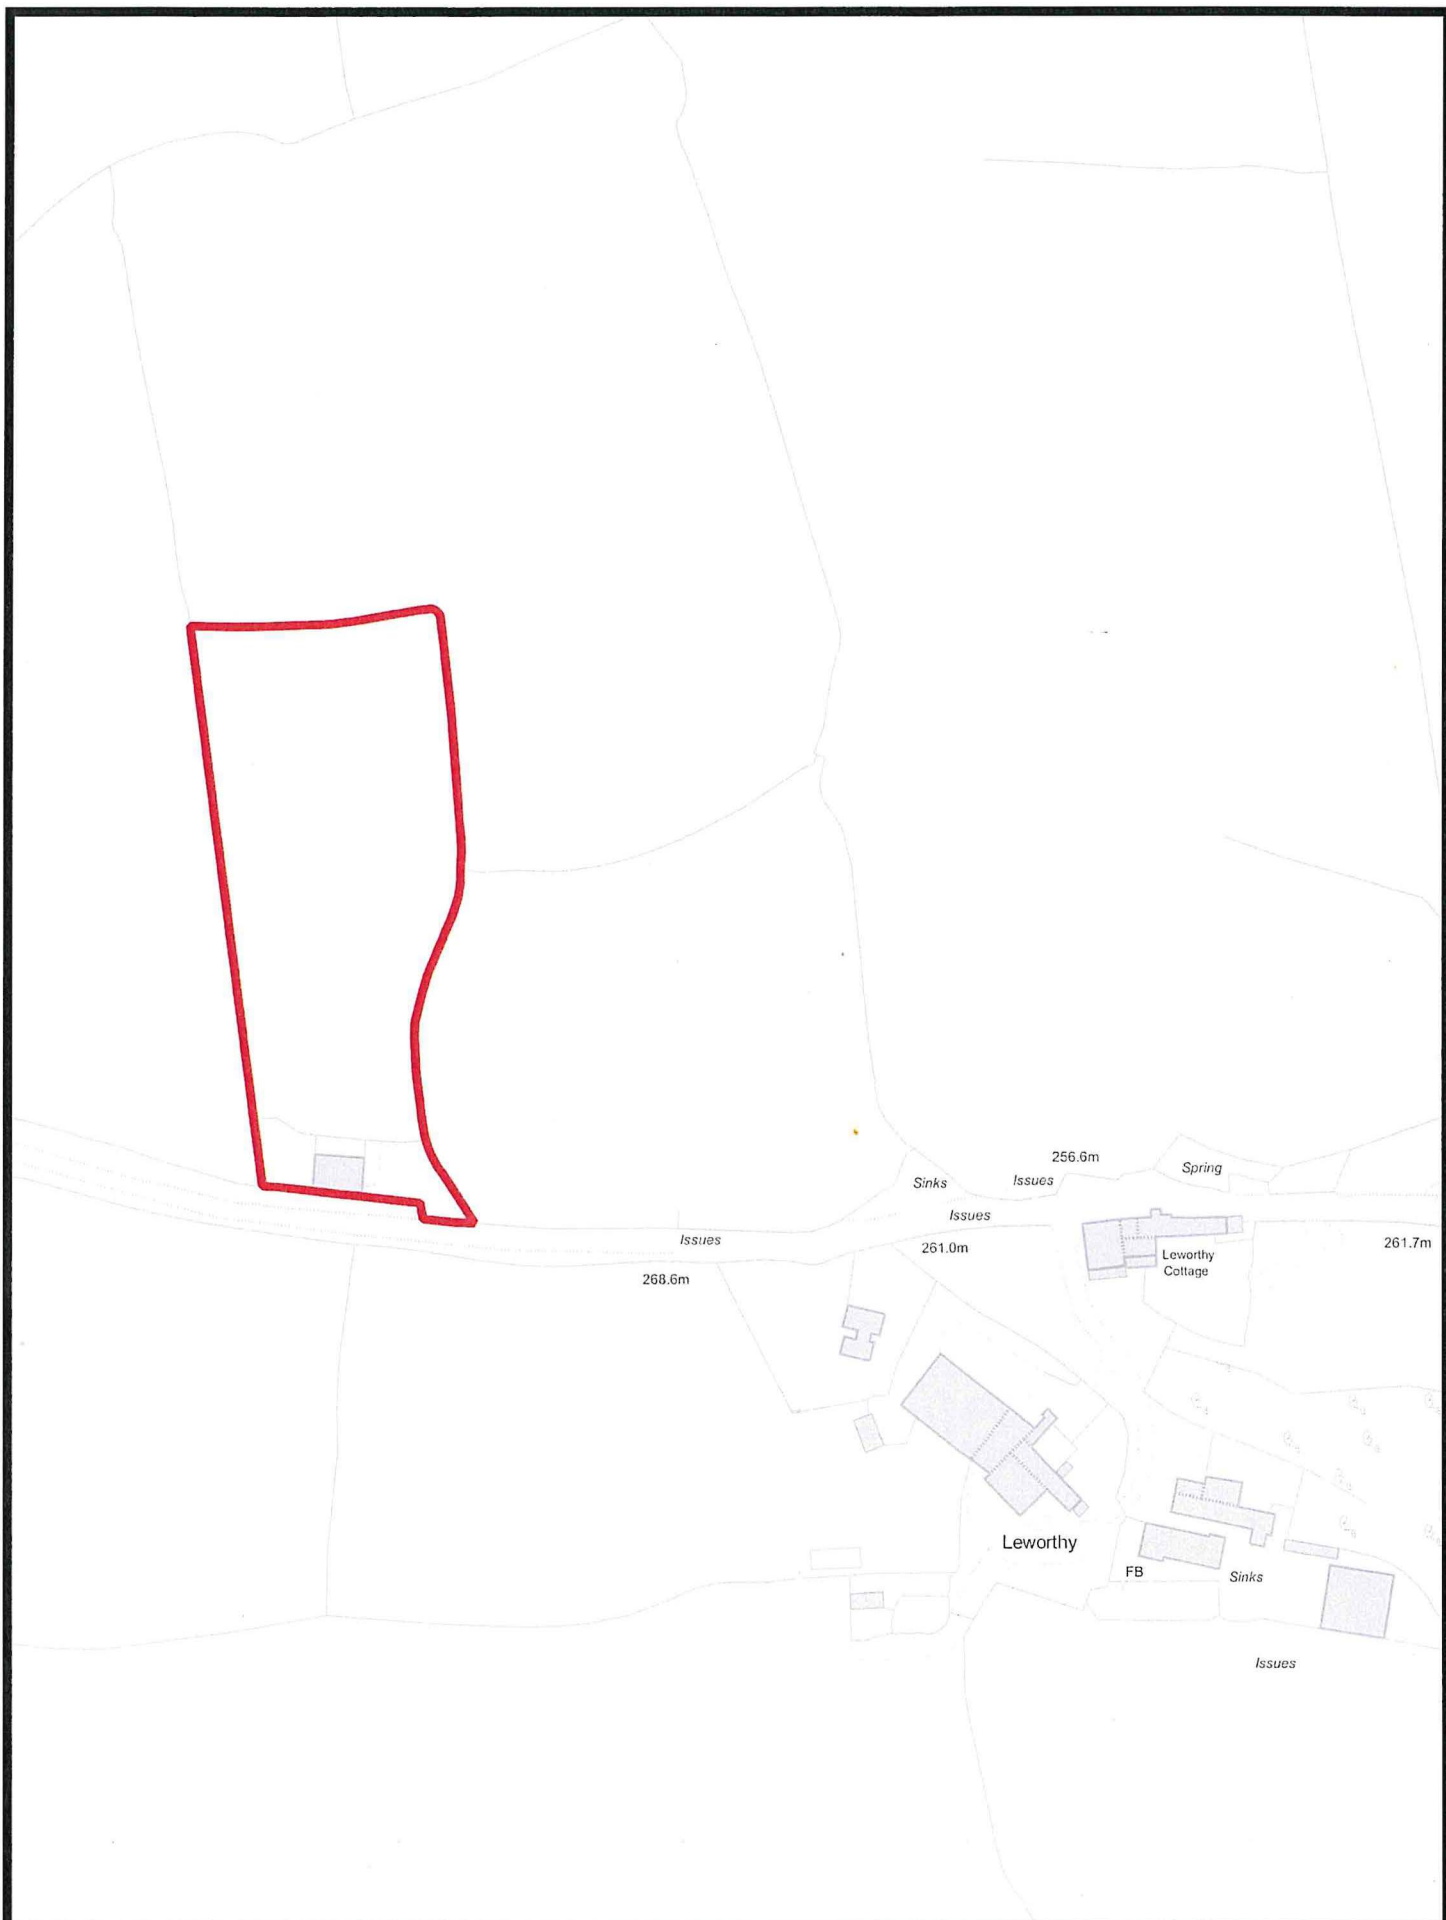 256.6m
Spring
Sinks
Issues
Issues
Issues
261.0m
261.7m
Leworthy
Cottage
268.6m
Leworthy
FB
Sinks
Issues